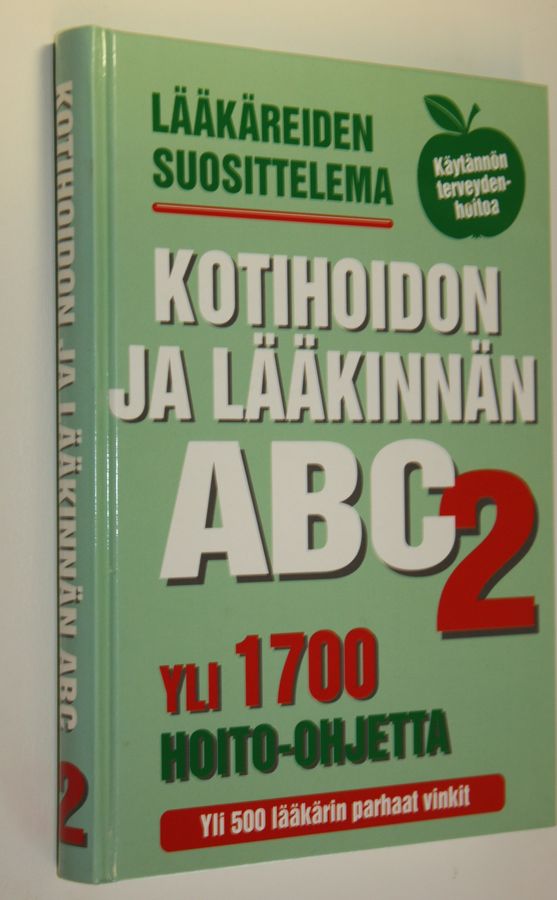 KOTIHOIDON JA LÄÄKINNÄN ABC 2
LÄÄKÄREIDEN
SUOSITTELEMA
Käytännön
terveyden-
hoitoa
KOTIHOIDON
JA LÄÄKINNÄN
ABC2
YLI 1700
HOITO-OHJETTA
Yli 500 lääkärin parhaat vinkit